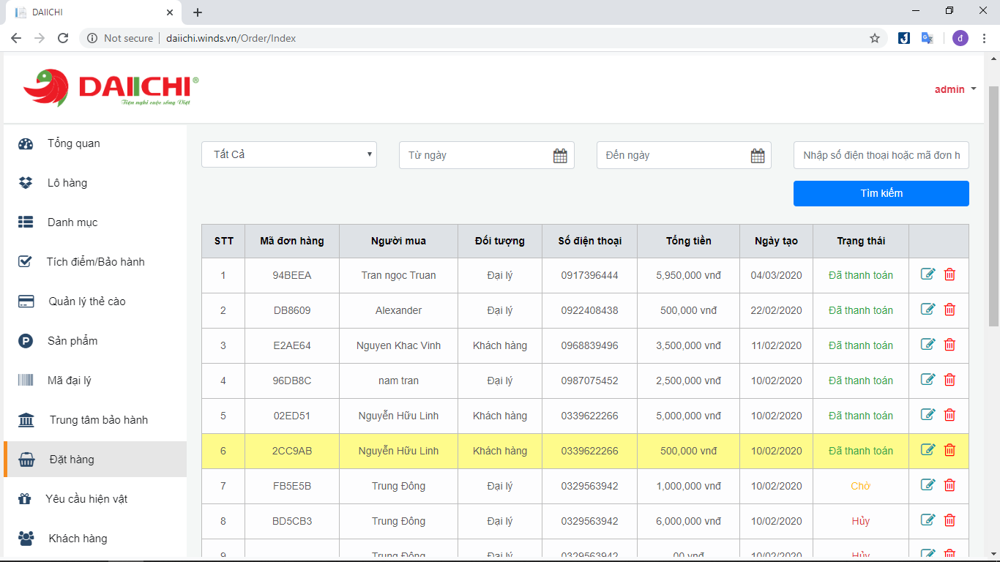 DAIICHI
Not secure
daiichi.winds.vn/Order/Index
đ
DAIICHI®
Tiện nghi cuộc sống Việt
admin
Tổng quan
Lô hàng
Danh mục
Tích điểm/Bảo hành
Quản lý thẻ cào
Sản phẩm
Mã đại lý
Trung tâm bảo hành
Đặt hàng
Yêu cầu hiện vật
Khách hàng
Tất Cả
Từ ngày
Đến ngày
Nhập số điện thoại hoặc mã đơn h
Tìm kiếm
STT Mã đơn hàng Người mua Đối tượng Số điện thoại Tổng tiền Ngày tạo Trạng thái
1 94BEEA Tran ngọc Truan Đại lý 0917396444 5,950,000 vnđ 04/03/2020 Đã thanh toán
2 DB8609 Alexander Đại lý 0922408438 500,000 vnđ 22/02/2020 Đã thanh toán
3 E2AE64 Nguyen Khac Vinh Khách hàng 0968839496 3,500,000 vnđ 11/02/2020 Đã thanh toán
4 96DB8C nam tran Đại lý 0987075452 2,500,000 vnđ 10/02/2020 Đã thanh toán
5 02ED51 Nguyễn Hữu Linh Khách hàng 0339622266 5,000,000 vnđ 10/02/2020 Đã thanh toán
6 2CC9AB Nguyễn Hữu Linh Khách hàng 0339622266 500,000 vnđ 10/02/2020 Đã thanh toán
7 FB5E5B Trung Đông Đại lý 0329563942 1,000,000 vnđ 10/02/2020 Chờ
8 BD5CB3 Trung Đông Đại lý 0329563942 6,000,000 vnđ 10/02/2020 Hủy
9 Trung Đông Đại lý 0329563942 vnđ 10/02/2020 Hủy